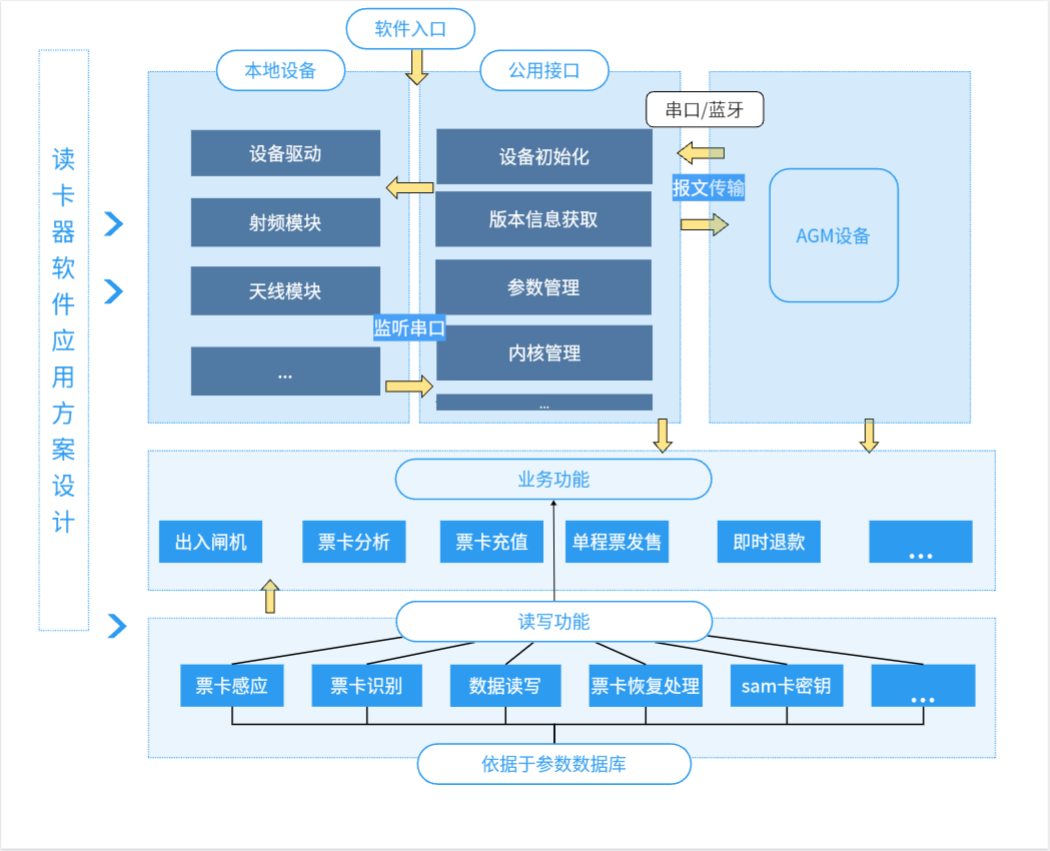 读卡器软件应用方案设计
软件入口
本地设备
公用接口
串口/蓝牙
设备驱动
射频模块
天线模块
...
监听串口
设备初始化
版本信息获取
参数管理
内核管理
...
报文传输
AGM设备
业务功能
出入闸机
票卡分析
票卡充值
单程票发售
即时退款
...
读写功能
票卡感应
票卡识别
数据读写
票卡恢复处理
sam卡密钥
...
依据于参数数据库